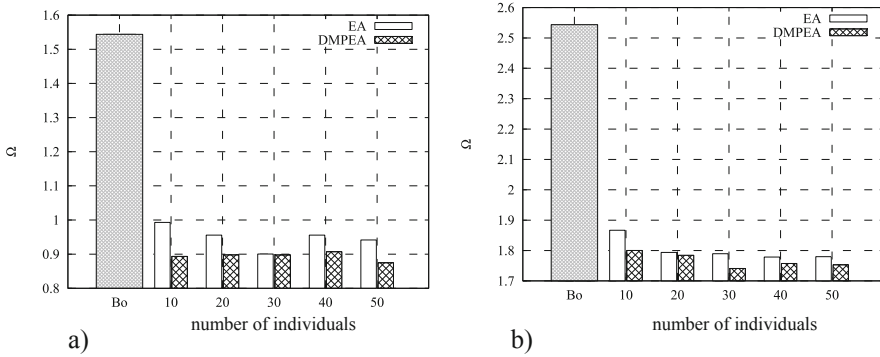 1.6
1.5
1.4
1.3
1.2
1.1
1
0.9
0.8
Ω
EA
DMPEA
Bo 10 20 30 40 50
number of individuals
a)
2.6
2.5
2.4
2.3
2.2
2.1
2
1.9
1.8
1.7
Ω
EA
DMPEA
Bo 10 20 30 40 50
number of individuals
b)